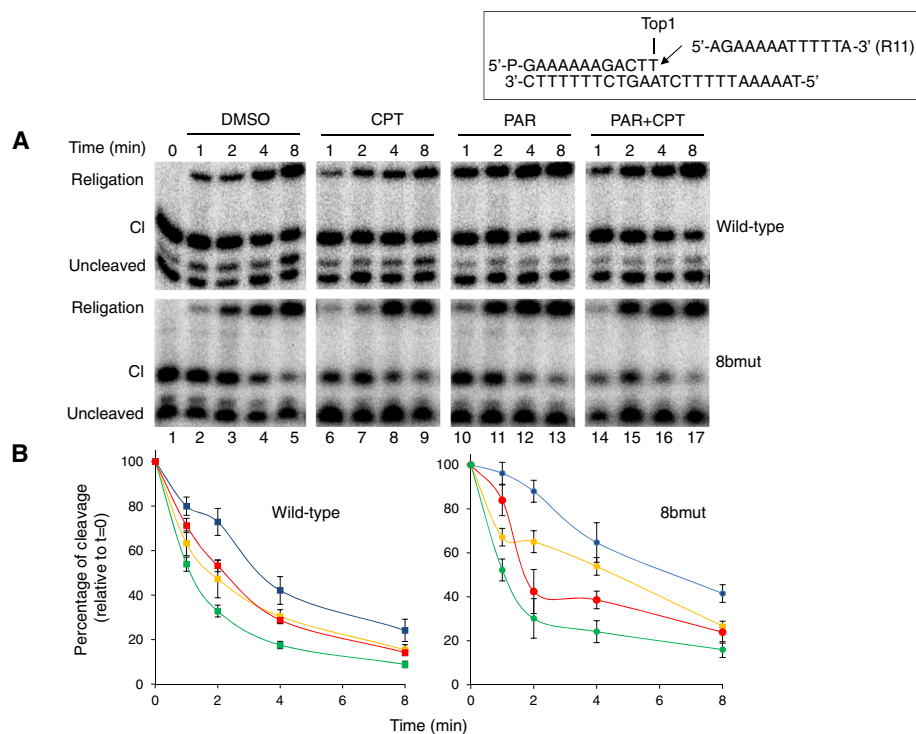 Top1
5'-AGAAAAATTTTTA-3' (R11)
5'-P-GAAAAAAGACTT
3'-CTTTTTTCTGAATCTTTTTAAAAAT-5'
A
DMSO CPT PAR PAR+CPT
Time (min) 0 1 2 4 8 1 2 4 8 1 2 4 8 1 2 4 8
Religation
Cl
Wild-type
Uncleaved
Religation
8bmut
Cl
Uncleaved
1 2 3 4 5 6 7 8 9 10 11 12 13 14 15 16 17
B
Percentage of cleavage
(relative to t=0)
100
80
60
40
20
0
0 2 4 6 8
Wild-type
100
80
60
40
20
0
0 2 4 6 8
8bmut
Time (min)